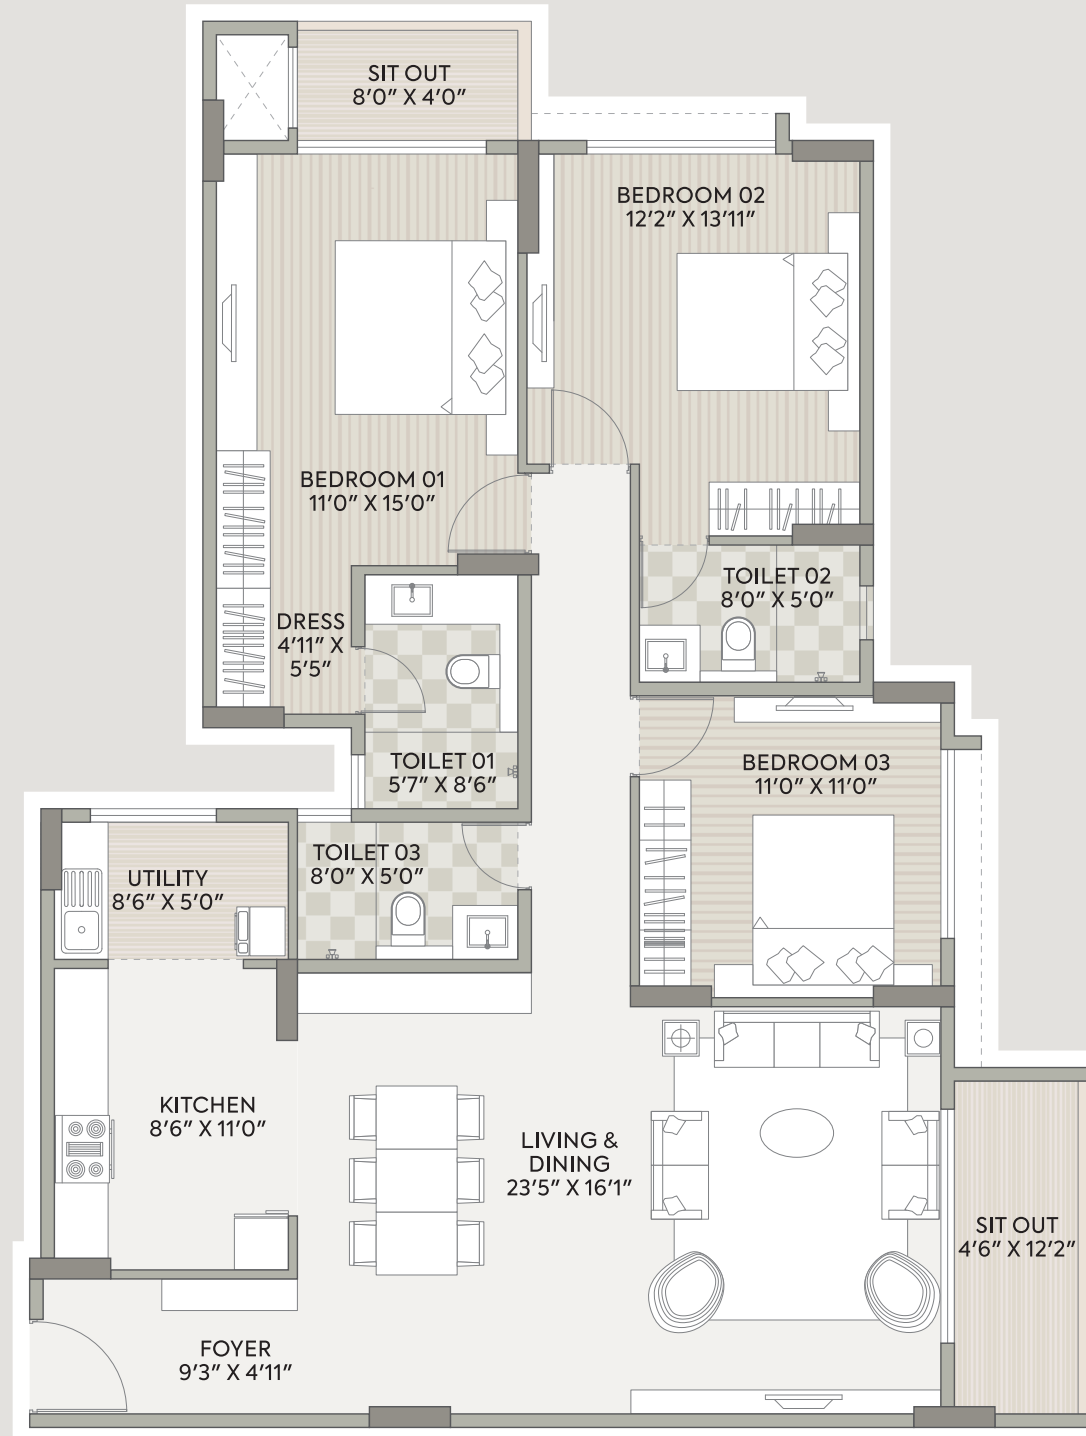 SIT OUT
8’0” X 4’0”
BEDROOM 02
12’2” X 13’11”
BEDROOM 01
11’0” X 15’0”
TOILET 02
8’0” X 5’0”
DRESS
4’11” X
5’5”
TOILET 01
5’7” X 8’6”
BEDROOM 03
11’0” X 11’0”
TOILET 03
8’0” X 5’0”
UTILITY
8’6” X 5’0”
KITCHEN
8’6” X 11’0”
LIVING &
DINING
23’5” X 16’1”
SIT OUT
4’6” X 12’2”
FOYER
9’3” X 4’11”